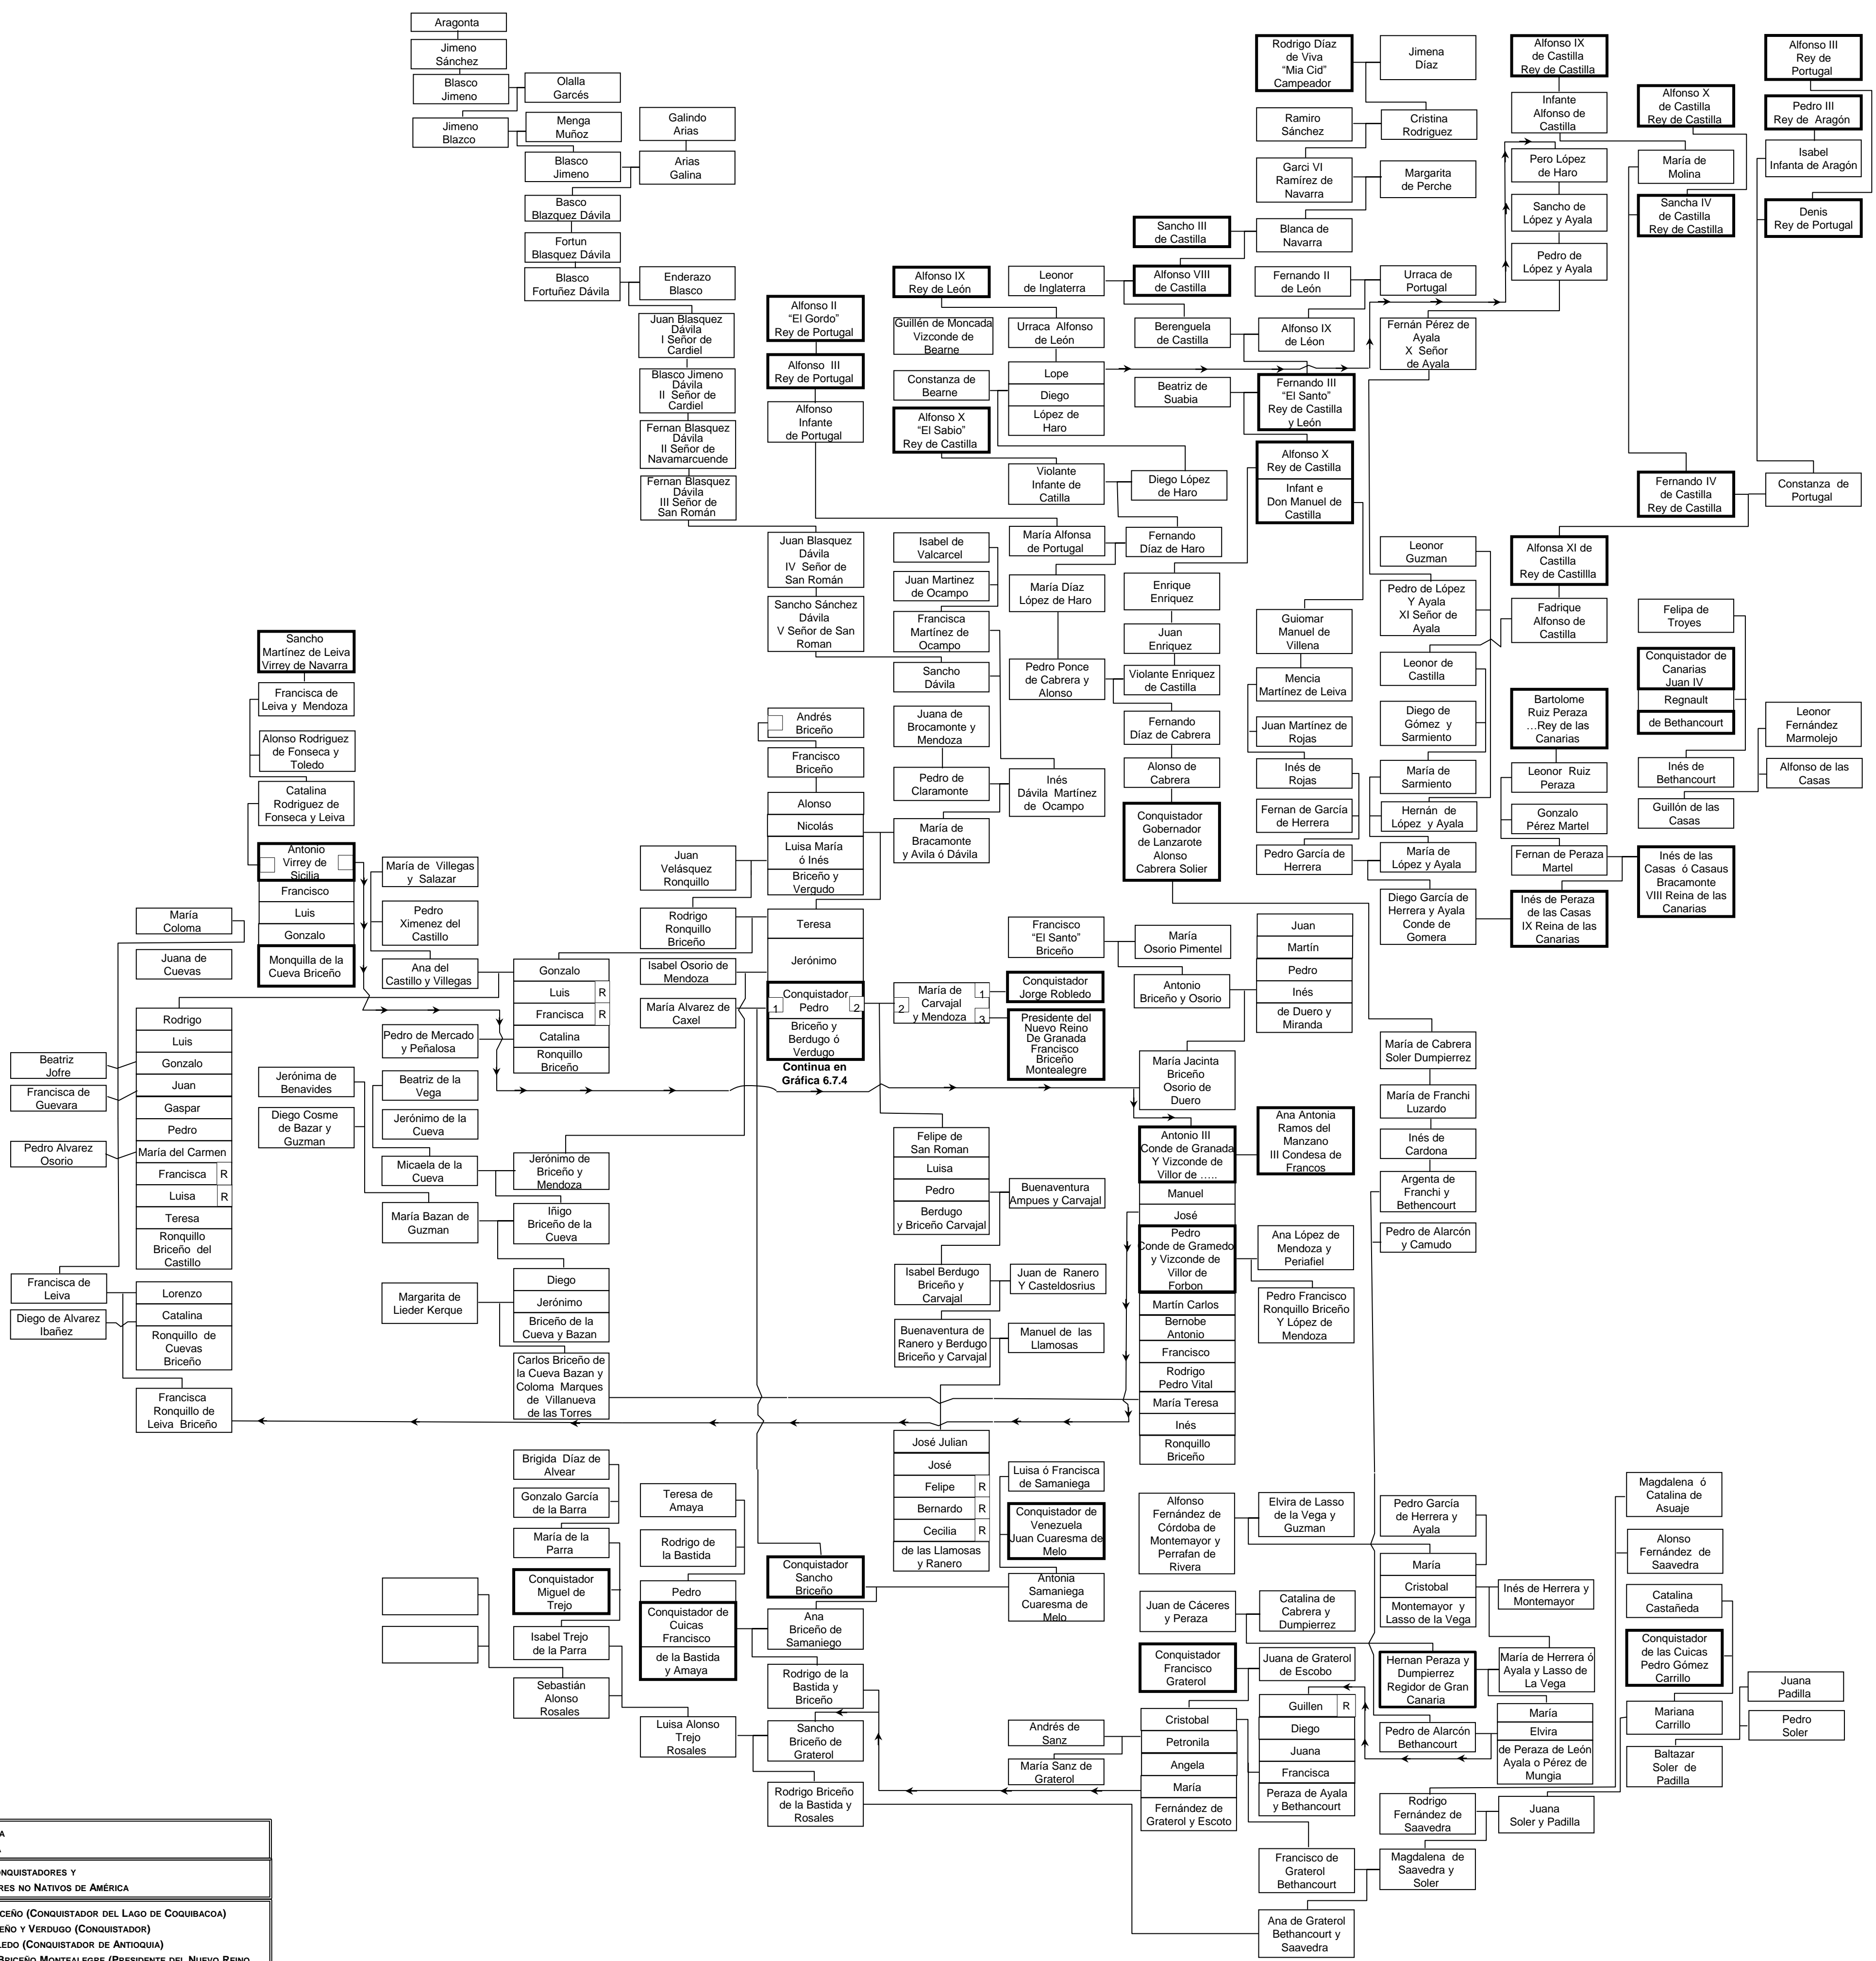 Aragonta
Jimeno
Sánchez
Blasco
Jimeno
Olalla
Garcés
Jimeno
Blazco
Menga
Muñoz
Galindo
Arias
Blasco
Jimeno
Arias
Galina
Basco
Blazquez Dávila
Fortun
Blasquez Dávila
Blasco
Fortuñez Dávila
Enderazo
Blasco
Juan Blasquez
Dávila
I Señor de
Cardiel
Blasco Jimeno
Dávila
II Señor de
Cardiel
Fernan Blasquez
Dávila
II Señor de
Navamarcuende
Fernan Blasquez
Dávila
III Señor de
San Román
Alfonso II
“El Gordo”
Rey de Portugal
Alfonso III
Rey de Portugal
Alfonso
Infante
de Portugal
Juan Blasquez
Dávila
IV Señor de
San Román
Sancho Sánchez
Dávila
V Señor de San
Roman
Alfonso IX
Rey de León
Guillén de Moncada
Vizconde de
Bearne
Constanza de
Bearne
Alfonso X
“El Sabio”
Rey de Castilla
Leonor
de Inglaterra
Urraca Alfonso
de León
Lope
Diego
López de
Haro
Violante
Infante de
Catilla
Sancho III
de Castilla
Alfonso VIII
de Castilla
Berenguela
de Castilla
Beatriz de
Suabia
Diego López
de Haro
Rodrigo Díaz
de Viva
“Mia Cid”
Campeador
Jimena
Díaz
Ramiro
Sánchez
Cristina
Rodriguez
Garci VI
Ramírez de
Navarra
Margarita
de Perche
Blanca de
Navarra
Fernando II
de León
Urraca de
Portugal
Alfonso IX
de Léon
Fernando III
“El Santo”
Rey de Castilla
y León
Alfonso X
Rey de Castilla
Infant e
Don Manuel de
Castilla
Fernán Pérez de
Ayala
X Señor
de Ayala
Alfonso IX
de Castilla
Rey de Castilla
Infante
Alfonso de
Castilla
Pero López
de Haro
Sancho de
López y Ayala
Pedro de
López y Ayala
Alfonso X
de Castilla
Rey de Castilla
María de
Molina
Sancha IV
de Castilla
Rey de Castilla
Alfonso III
Rey de
Portugal
Pedro III
Rey de Aragón
Isabel
Infanta de Aragón
Denis
Rey de Portugal
Fernando IV
de Castilla
Rey de Castilla
Constanza de
Portugal
Isabel de
Valcarcel
Juan Martinez
de Ocampo
Francisca
Martínez de
Ocampo
Sancho
Dávila
María Alfonsa
de Portugal
Fernando
Díaz de Haro
María Díaz
López de Haro
Pedro Ponce
de Cabrera y
Alonso
Enrique
Enriquez
Juan
Enriquez
Violante Enriquez
de Castilla
Fernando
Díaz de Cabrera
Alonso de
Cabrera
Conquistador
Gobernador
de Lanzarote
Alonso
Cabrera Solier
Guiomar
Manuel de
Villena
Mencia
Martínez de Leiva
Juan Martínez de
Rojas
Inés de
Rojas
Fernan de García
de Herrera
Pedro García de
Herrera
Leonor
Guzman
Pedro de López
Y Ayala
XI Señor de
Ayala
Leonor de
Castilla
Diego de
Gómez y
Sarmiento
María de
Sarmiento
Hernán de
López y Ayala
María de
López y Ayala
Diego García de
Herrera y Ayala
Conde de
Gomera
Alfonsa XI de
Castilla
Rey de Castillla
Fadrique
Alfonso de
Castilla
Bartolome
Ruiz Peraza
…Rey de las
Canarias
Leonor Ruiz
Peraza
Gonzalo
Pérez Martel
Fernan de Peraza
Martel
Inés de Peraza
de las Casas
IX Reina de las
Canarias
Felipa de
Troyes
Conquistador de
Canarias
Juan IV
Regnault
de Bethancourt
Inés de
Bethancourt
Guillón de las
Casas
Inés de las
Casas ó Casaus
Bracamonte
VIII Reina de las
Canarias
Leonor
Fernández
Marmolejo
Alfonso de las
Casas
Sancho
Martínez de Leiva
Virrey de Navarra
Francisca de
Leiva y Mendoza
Alonso Rodriguez
de Fonseca y
Toledo
Catalina
Rodriguez de
Fonseca y Leiva
Antonio
Virrey de
Sicilia
Francisco
Luis
Gonzalo
Monquilla de la
Cueva Briceño
María de Villegas
y Salazar
Pedro
Ximenez del
Castillo
Ana del
Castillo y Villegas
Andrés
Briceño
Francisco
Briceño
Alonso
Nicolás
Luisa María
ó Inés
Briceño y
Vergudo
Juana de
Brocamonte y
Mendoza
Pedro de
Claramonte
María de
Bracamonte
y Avila ó Dávila
Inés
Dávila Martínez
de Ocampo
Juan
Velásquez
Ronquillo
Rodrigo
Ronquillo
Briceño
Teresa
Jerónimo
Conquistador
Pedro
1
2
Briceño y
Berdugo ó
Verdugo
Continua en
Gráfica 6.7.4
Isabel Osorio de
Mendoza
María Alvarez de
Caxel
María de
Carvajal
y Mendoza
2
1
3
Conquistador
Jorge Robledo
Presidente del
Nuevo Reino
De Granada
Francisco
Briceño
Montealegre
Francisco
“El Santo”
Briceño
María
Osorio Pimentel
Antonio
Briceño y Osorio
Juan
Martín
Pedro
Inés
de Duero y
Miranda
María Jacinta
Briceño
Osorio de
Duero
María
Coloma
Juana de
Cuevas
Rodrigo
Luis
Gonzalo
Juan
Gaspar
Pedro
María del Carmen
Francisca R
Luisa R
Teresa
Ronquillo
Briceño del
Castillo
Beatriz
Jofre
Francisca de
Guevara
Pedro Alvarez
Osorio
Francisca de
Leiva
Diego de Alvarez
Ibañez
Lorenzo
Catalina
Ronquillo de
Cuevas
Briceño
Francisca
Ronquillo de
Leiva Briceño
Gonzalo
Luis R
Francisca R
Catalina
Ronquillo
Briceño
Pedro de Mercado
y Peñalosa
Jerónima de
Benavides
Diego Cosme
de Bazar y
Guzman
Beatriz de la
Vega
Jerónimo de la
Cueva
Micaela de la
Cueva
Jerónimo de
Briceño y
Mendoza
María Bazan de
Guzman
Iñigo
Briceño de la
Cueva
Margarita de
Lieder Kerque
Diego
Jerónimo
Briceño de la
Cueva y Bazan
Carlos Briceño de
la Cueva Bazan y
Coloma Marques
de Villanueva
de las Torres
Felipe de
San Roman
Luisa
Pedro
Berdugo
y Briceño Carvajal
Buenaventura
Ampues y Carvajal
Isabel Berdugo
Briceño y
Carvajal
Juan de Ranero
Y Casteldosrius
Buenaventura de
Ranero y Berdugo
Briceño y Carvajal
Manuel de las
Llamosas
Antonio III
Conde de Granada
Y Vizconde de
Villor de …..
Manuel
José
Pedro
Conde de Gramedo
y Vizconde de
Villor de
Forbon
Martín Carlos
Bernobe
Antonio
Francisco
Rodrigo
Pedro Vital
María Teresa
Inés
Ronquillo
Briceño
Ana Antonia
Ramos del
Manzano
III Condesa de
Francos
Ana López de
Mendoza y
Periafiel
Pedro Francisco
Ronquillo Briceño
Y López de
Mendoza
María de Cabrera
Soler Dumpierrez
María de Franchi
Luzardo
Inés de
Cardona
Argenta de
Franchi y
Bethencourt
Pedro de Alarcón
y Camudo
José Julian
José
Felipe R
Bernardo R
Cecilia R
de las Llamosas
y Ranero
Luisa ó Francisca
de Samaniega
Conquistador de
Venezuela
Juan Cuaresma de
Melo
Antonia
Samaniega
Cuaresma de
Melo
Brigida Díaz de
Alvear
Gonzalo García
de la Barra
María de la
Parra
Conquistador
Miguel de
Trejo
Isabel Trejo
de la Parra
Sebastián
Alonso
Rosales
Teresa de
Amaya
Rodrigo de
la Bastida
Pedro
Conquistador de
Cuicas
Francisco
de la Bastida
y Amaya
Conquistador
Sancho
Briceño
Ana
Briceño de
Samaniego
Rodrigo de la
Bastida y
Briceño
Luisa Alonso
Trejo
Rosales
Sancho
Briceño de
Graterol
Rodrigo Briceño
de la Bastida y
Rosales
Alfonso
Fernández de
Córdoba de
Montemayor y
Perrafan de
Rivera
Elvira de Lasso
de la Vega y
Guzman
Pedro García
de Herrera y
Ayala
María
Cristobal
Montemayor y
Lasso de la Vega
Inés de Herrera y
Montemayor
Juan de Cáceres
y Peraza
Catalina de
Cabrera y
Dumpierrez
Conquistador
Francisco
Graterol
Juana de Graterol
de Escobo
Hernan Peraza y
Dumpierrez
Regidor de Gran
Canaria
María de Herrera ó
Ayala y Lasso de
La Vega
Andrés de
Sanz
María Sanz de
Graterol
Cristobal
Petronila
Angela
María
Fernández de
Graterol y Escoto
Guillen R
Diego
Juana
Francisca
Peraza de Ayala
y Bethancourt
Pedro de Alarcón
Bethancourt
María
Elvira
de Peraza de León
Ayala o Pérez de
Mungia
Magdalena ó
Catalina de
Asuaje
Alonso
Fernández de
Saavedra
Catalina
Castañeda
Conquistador
de las Cuicas
Pedro Gómez
Carrillo
Mariana
Carrillo
Baltazar
Soler de
Padilla
Juana
Padilla
Pedro
Soler
Rodrigo
Fernández de
Saavedra
Juana
Soler y Padilla
Francisco de
Graterol
Bethancourt
Magdalena de
Saavedra y
Soler
Ana de Graterol
Bethancourt y
Saavedra
A
NQUISTADORES Y
RES NO NATIVOS DE AMÉRICA
CEÑO (CONQUISTADOR DEL LAGO DE COQUIBACOA)
EÑO Y VERDUGO (CONQUISTADOR)
LEDO (CONQUISTADOR DE ANTIOQUIA)
BRICEÑO MONTEALEGRE (PRESIDENTE DEL NUEVO REINO